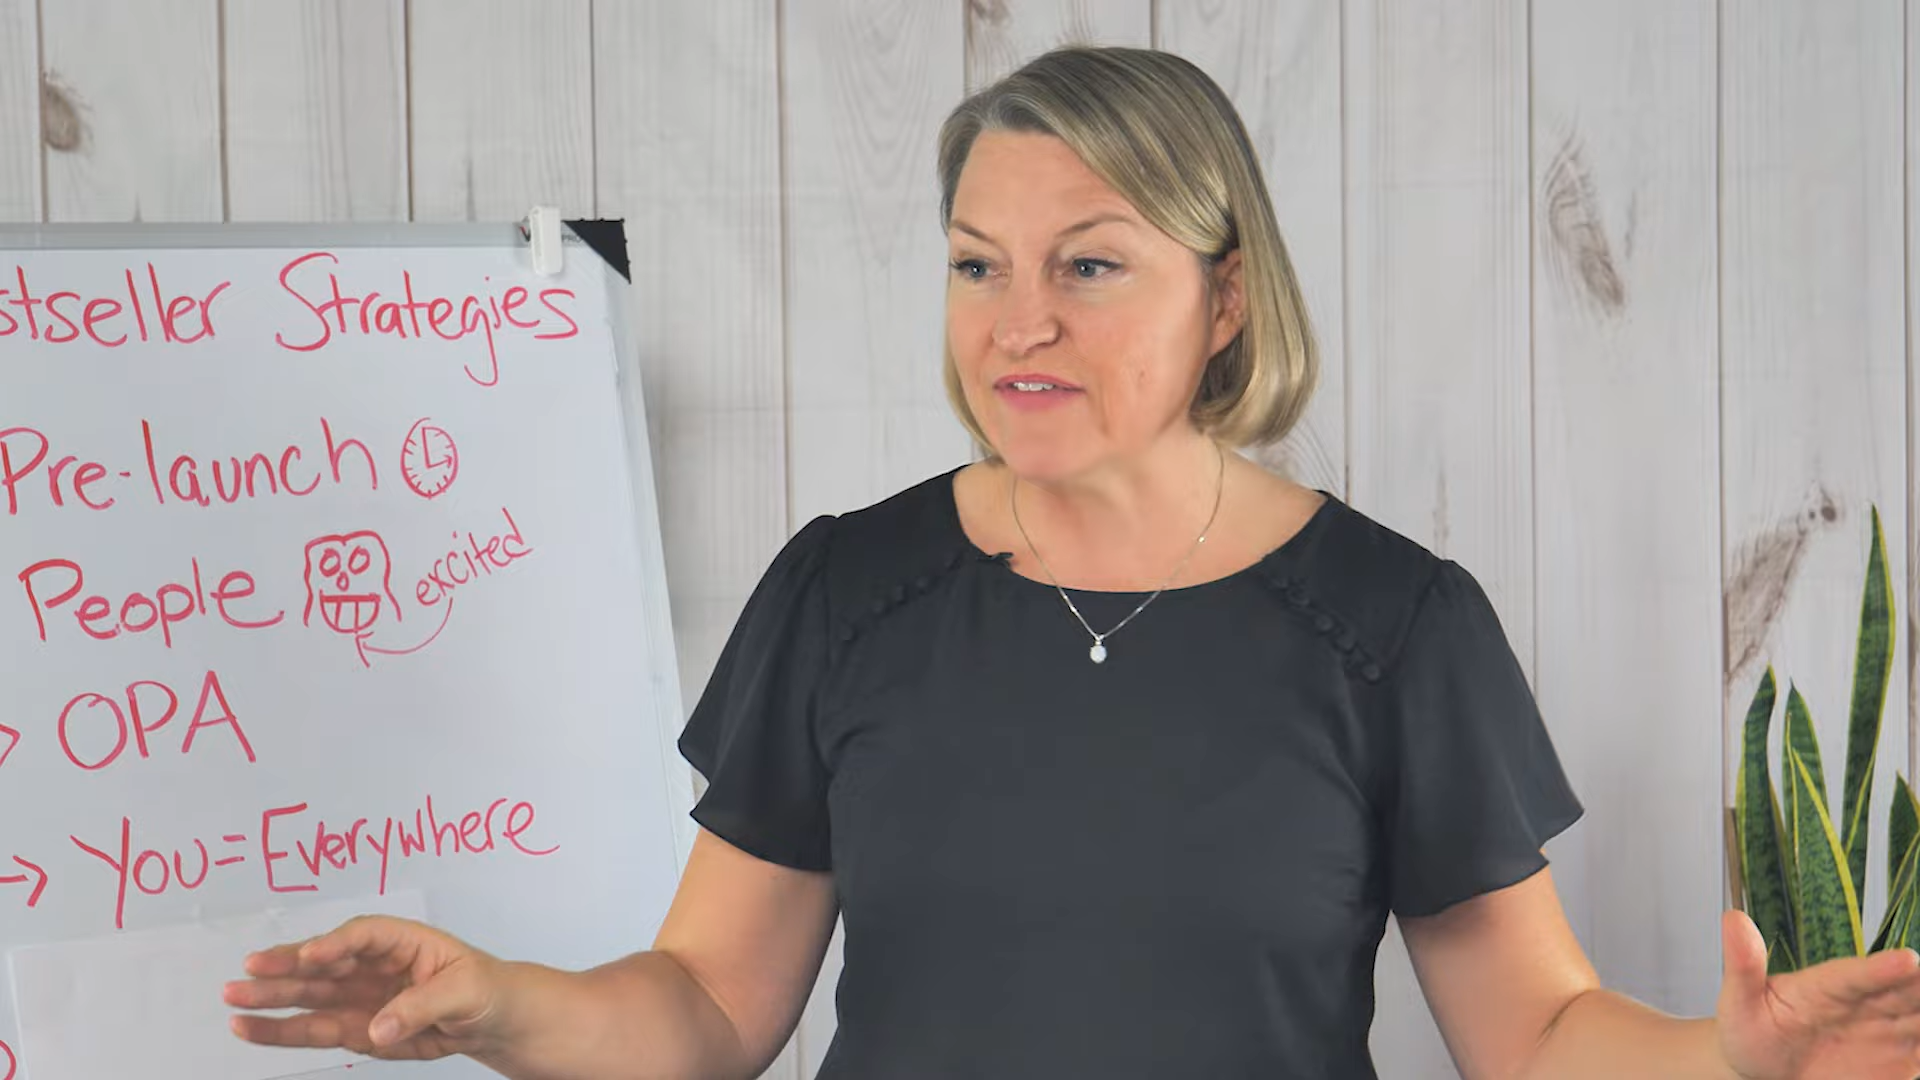 stseller Strategies
Pre-launch
People
excited
OPA
→ You=Everywhere